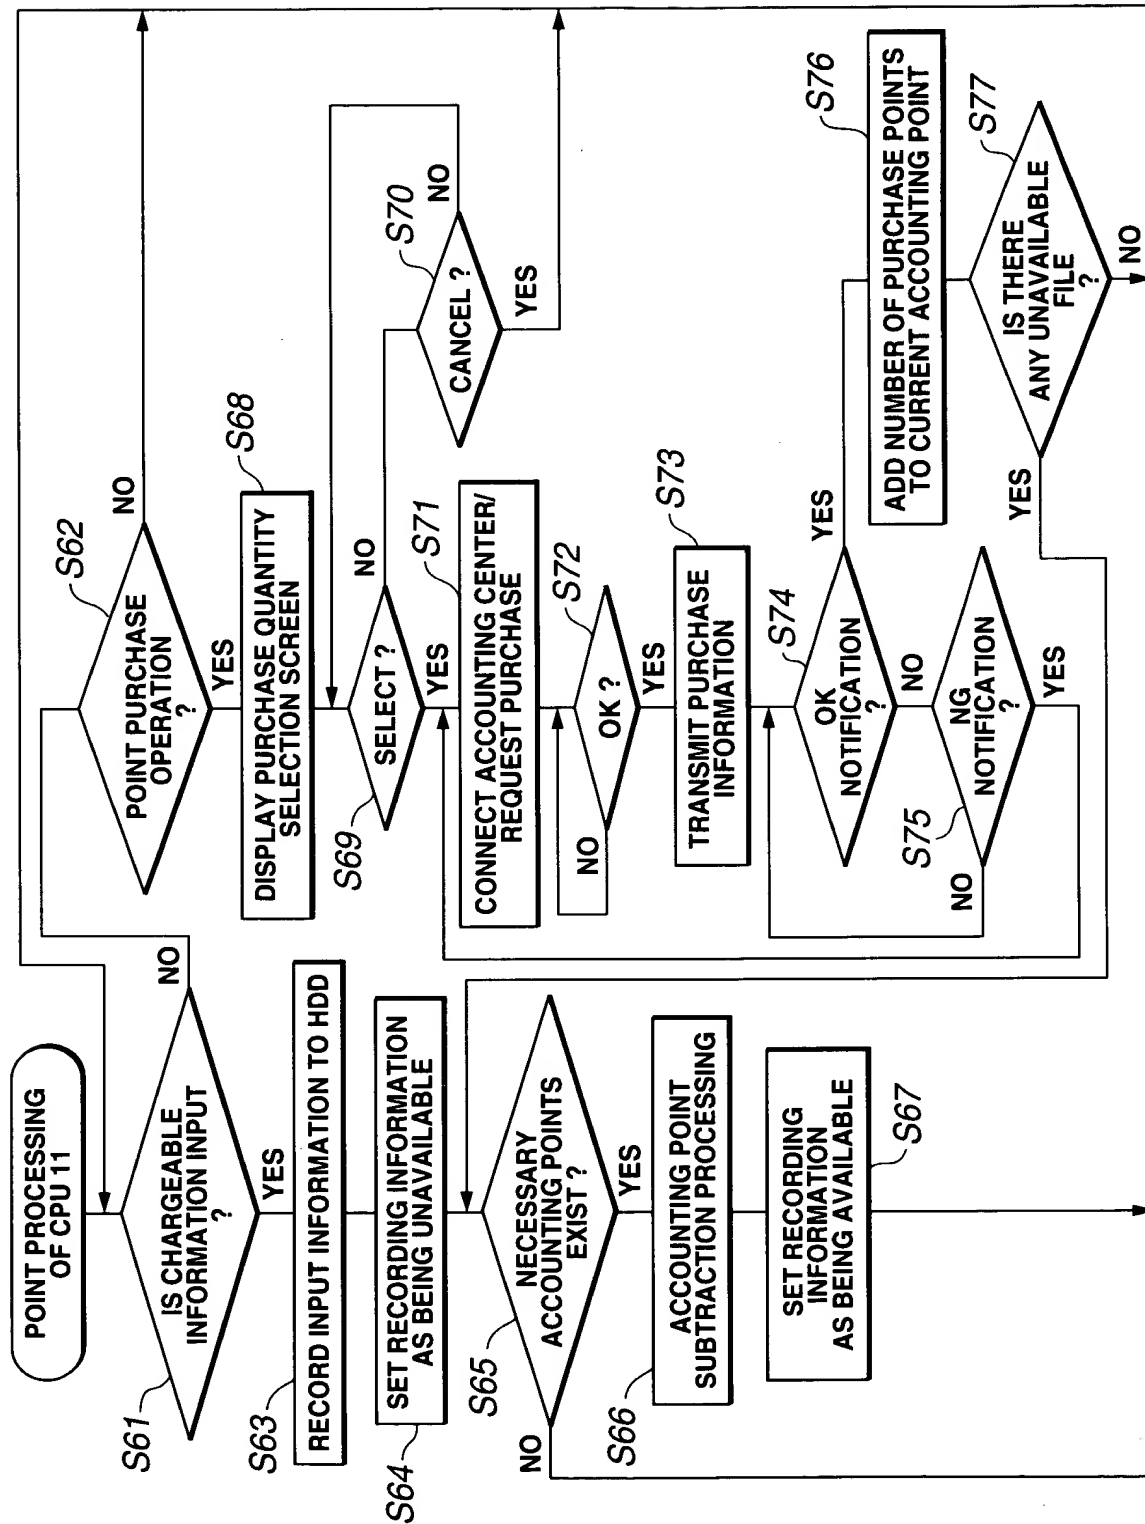 POINT PROCESSING
OF CPU 11
S61
IS CHARGEABLE
INFORMATION INPUT
?
NO
YES
S63
RECORD INPUT INFORMATION TO HDD
S64
SET RECORDING INFORMATION
AS BEING UNAVAILABLE
S65
NECESSARY
ACCOUNTING POINTS
EXIST ?
NO
YES
S66
ACCOUNTING POINT
SUBTRACTION PROCESSING
S67
SET RECORDING
INFORMATION
AS BEING AVAILABLE
S62
POINT PURCHASE
OPERATION
?
NO
YES
S68
DISPLAY PURCHASE QUANTITY
SELECTION SCREEN
S69
SELECT ?
NO
YES
S70
CANCEL ?
NO
YES
S71
CONNECT ACCOUNTING CENTER/
REQUEST PURCHASE
S72
OK ?
NO
YES
S73
TRANSMIT PURCHASE
INFORMATION
S74
OK
NOTIFICATION
?
YES
NO
S75
NG
NOTIFICATION
?
NO
YES
S76
ADD NUMBER OF PURCHASE POINTS
TO CURRENT ACCOUNTING POINT
S77
IS THERE
ANY UNAVAILABLE
FILE
?
YES
NO